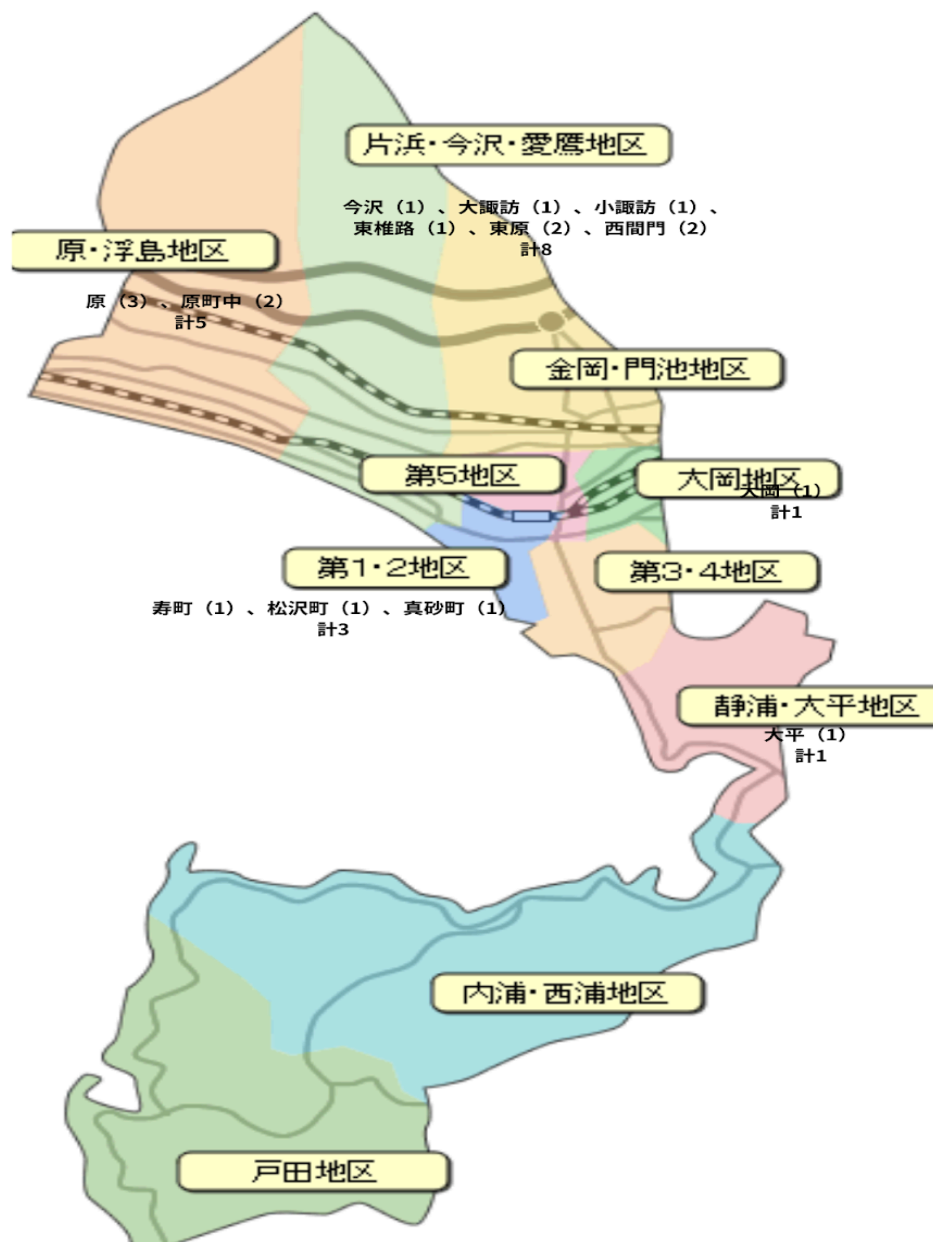 片浜・今沢・愛鷹地区
今沢（1）、大諏訪（1）、小諏訪（1）、
東椎路（1）、東原（2）、西間門（2）
計8
原・浮島地区
原（3）、原町中（2）
計5
金岡・門池地区
第5地区
大岡地区
大岡（1）
計1
第1・2地区
寿町（1）、松沢町（1）、真砂町（1）
計3
第3・4地区
静浦・大平地区
大平（1）
計1
内浦・西浦地区
戸田地区